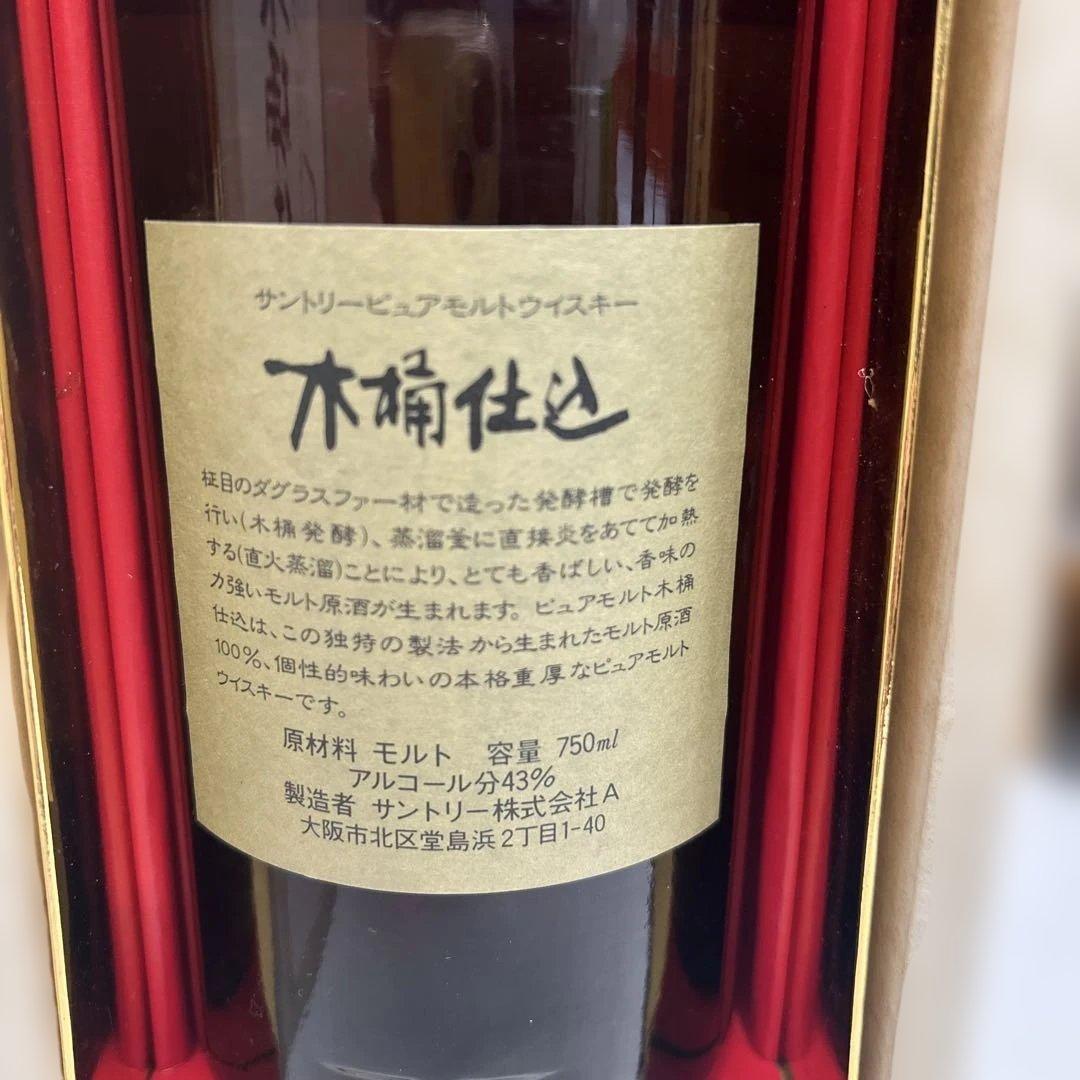 サントリーピュアモルトウイスキー
木桶仕込
柾目のダグラスファー材で造った発酵槽で発酵を
行い(木桶発酵)、蒸溜釜に直接炎をあてて加熱
する(直火蒸溜)ことにより、とても香ばしい、香味の
力強いモルト原酒が生まれます。ピュアモルト木桶
仕込は、この独特の製法から生まれたモルト原酒
100%、個性的味わいの本格重厚なピュアモルト
ウイスキーです。
原材料 モルト 容量 750ml
アルコール分43%
製造者 サントリー株式会社A
大阪市北区堂島浜2丁目1-40